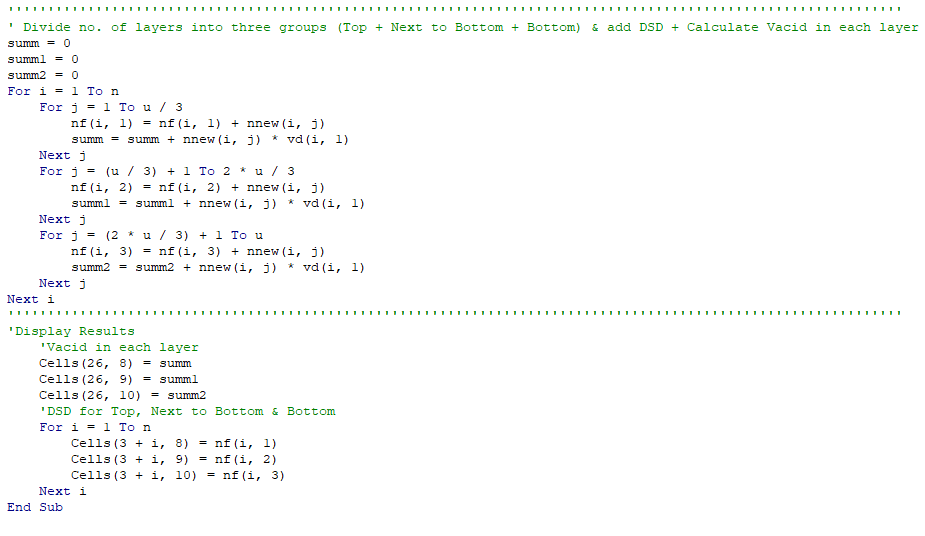 ''''''''''''''''''''''''''''''''''''''''''''''''''''''''''''''''''''''''''''''''''''''''''''''''''''''''''''''''
' Divide no. of layers into three groups (Top + Next to Bottom + Bottom) & add DSD + Calculate Vacid in each layer
summ = 0
summ1 = 0
summ2 = 0
For i = 1 To n
    For j = 1 To u / 3
        nf(i, 1) = nf(i, 1) + nnew(i, j)
        summ = summ + nnew(i, j) * vd(i, 1)
    Next j
    For j = (u / 3) + 1 To 2 * u / 3
        nf(i, 2) = nf(i, 2) + nnew(i, j)
        summ1 = summ1 + nnew(i, j) * vd(i, 1)
    Next j
    For j = (2 * u / 3) + 1 To u
        nf(i, 3) = nf(i, 3) + nnew(i, j)
        summ2 = summ2 + nnew(i, j) * vd(i, 1)
    Next j
Next i
''''''''''''''''''''''''''''''''''''''''''''''''''''''''''''''''''''''''''''''''''''''''''''''''''''''''''''''''
'Display Results
    'Vacid in each layer
    Cells(26, 8) = summ
    Cells(26, 9) = summ1
    Cells(26, 10) = summ2
    'DSD for Top, Next to Bottom & Bottom
    For i = 1 To n
        Cells(3 + i, 8) = nf(i, 1)
        Cells(3 + i, 9) = nf(i, 2)
        Cells(3 + i, 10) = nf(i, 3)
    Next i
End Sub